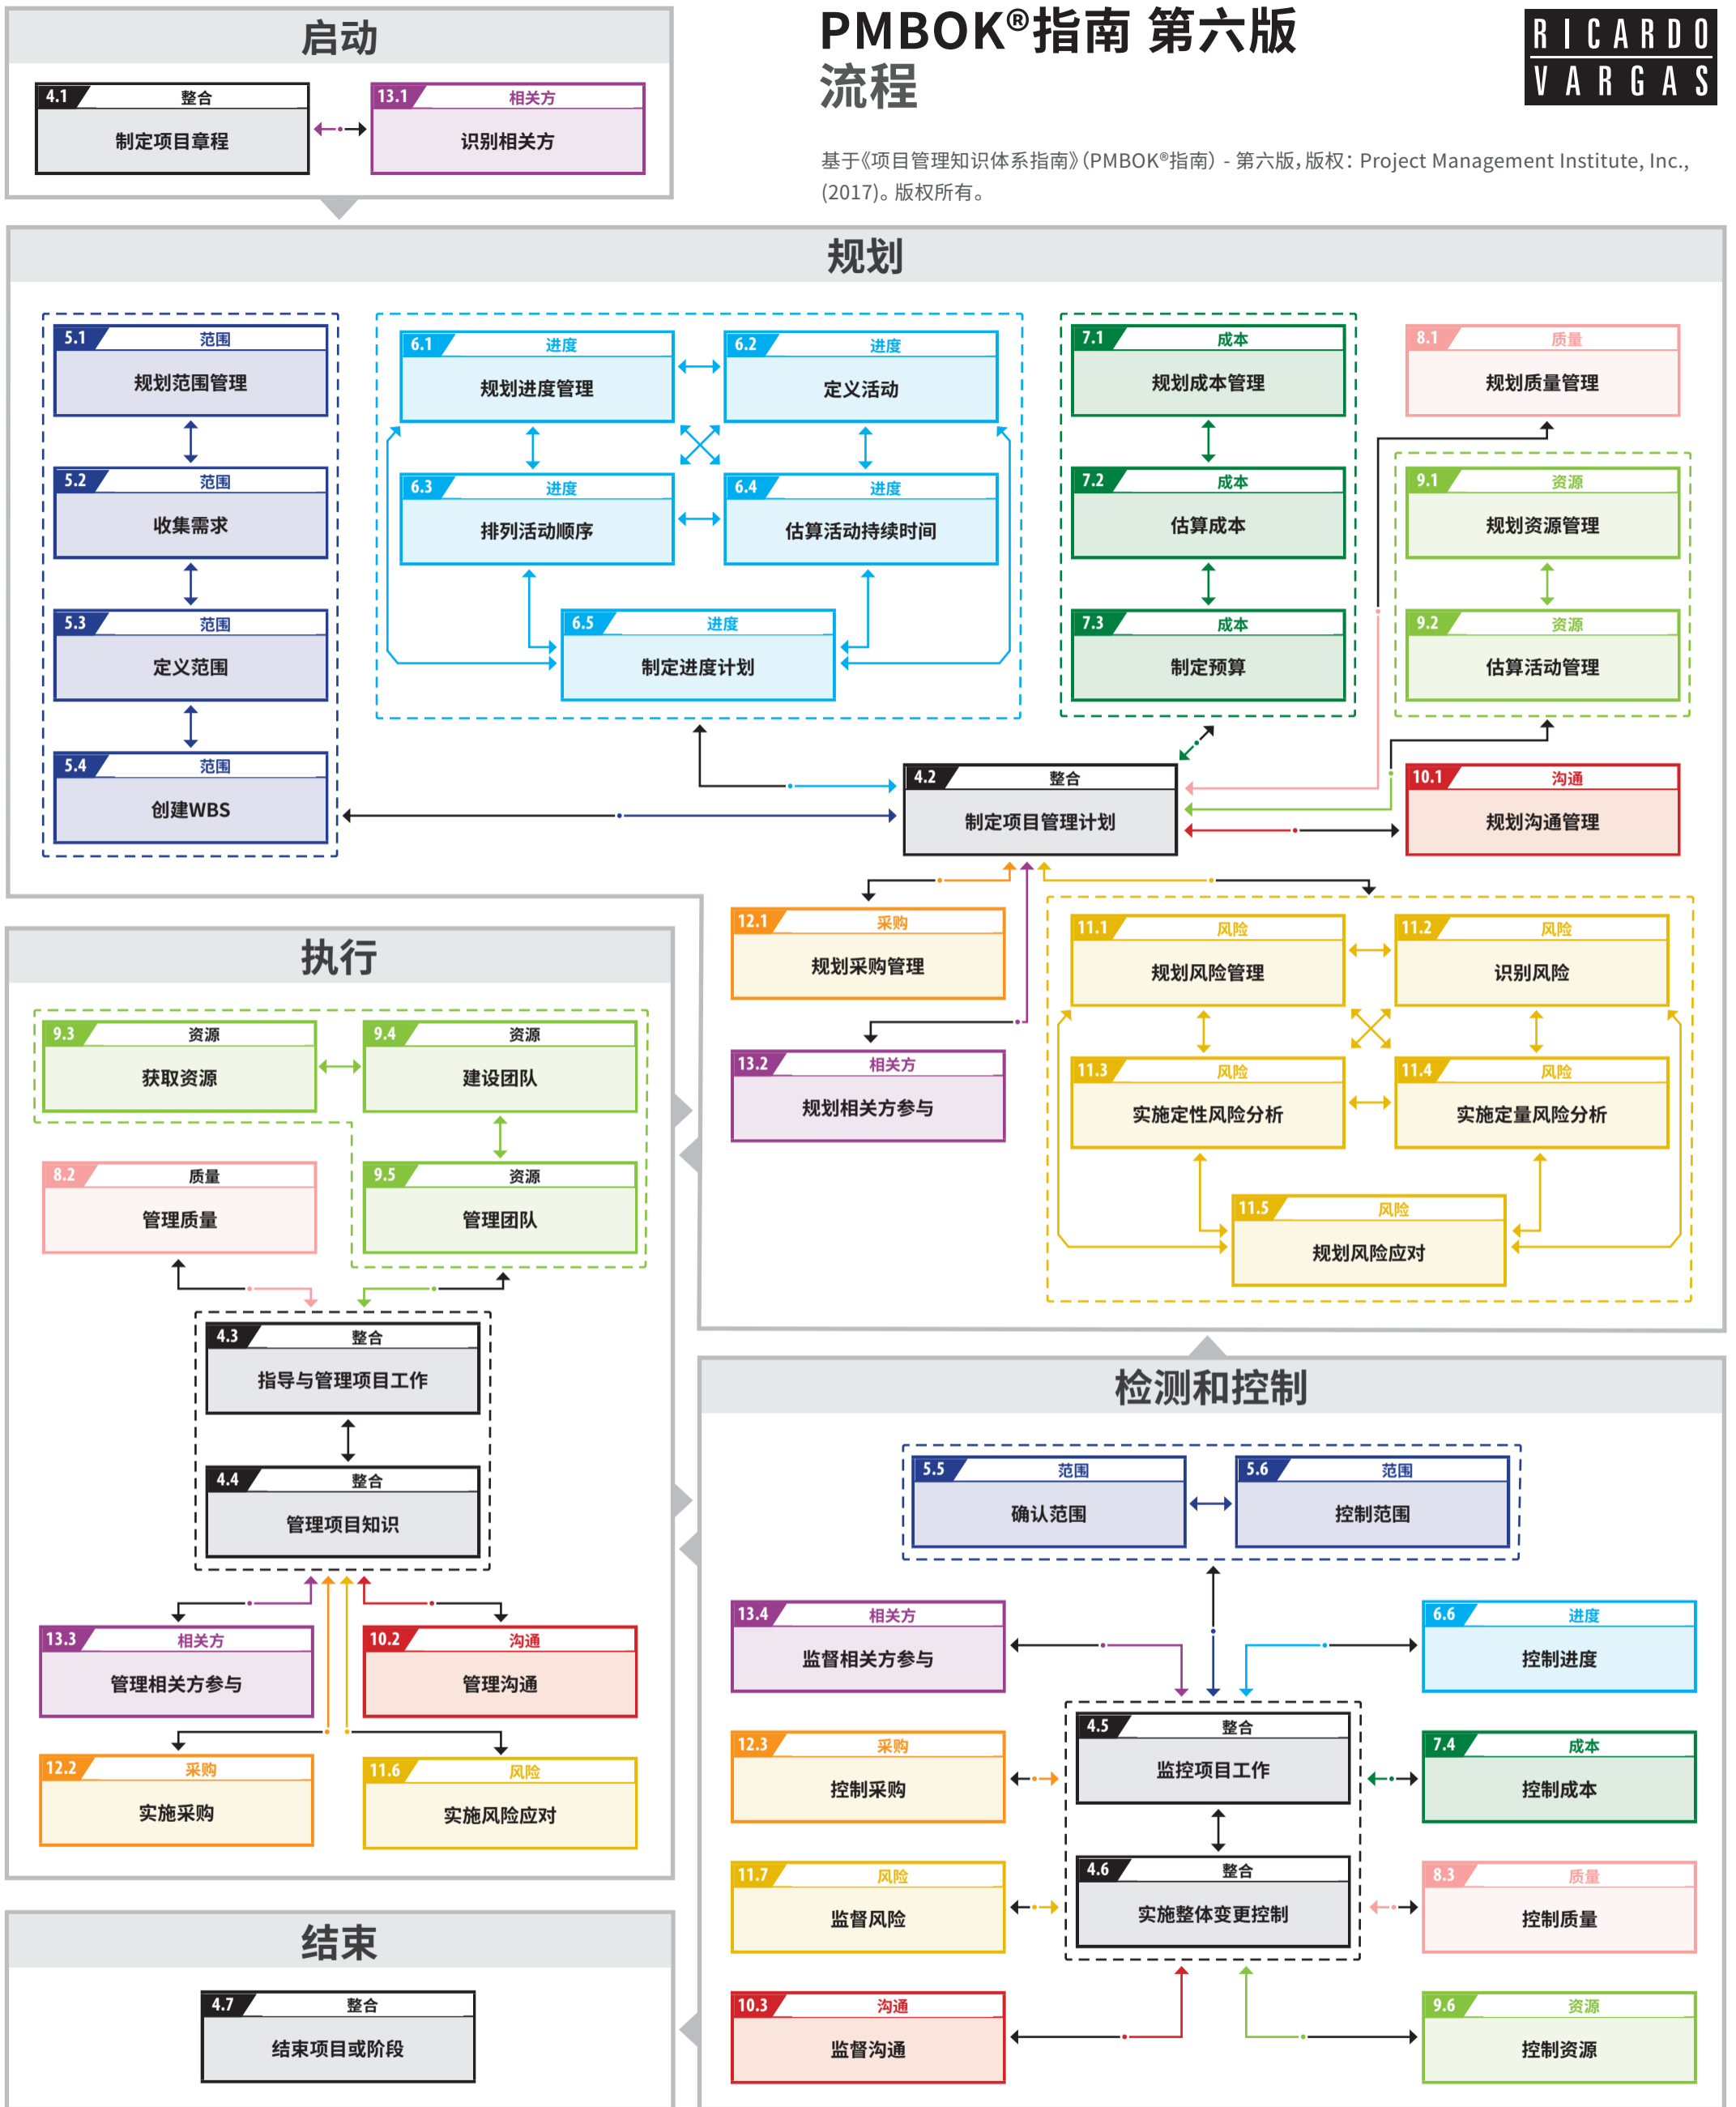 启动
4.1 整合
制定项目章程
13.1 相关方
识别相关方
PMBOK®指南 第六版
流程
RICARDO
VARGAS
基于《项目管理知识体系指南》（PMBOK®指南）- 第六版，版权：Project Management Institute, Inc.,
(2017)。版权所有。
规划
5.1 范围
规划范围管理
5.2 范围
收集需求
5.3 范围
定义范围
5.4 范围
创建WBS
6.1 进度
规划进度管理
6.2 进度
定义活动
6.3 进度
排列活动顺序
6.4 进度
估算活动持续时间
6.5 进度
制定进度计划
7.1 成本
规划成本管理
7.2 成本
估算成本
7.3 成本
制定预算
8.1 质量
规划质量管理
9.1 资源
规划资源管理
9.2 资源
估算活动管理
4.2 整合
制定项目管理计划
10.1 沟通
规划沟通管理
12.1 采购
规划采购管理
13.2 相关方
规划相关方参与
11.1 风险
规划风险管理
11.2 风险
识别风险
11.3 风险
实施定性风险分析
11.4 风险
实施定量风险分析
11.5 风险
规划风险应对
执行
9.3 资源
获取资源
9.4 资源
建设团队
8.2 质量
管理质量
9.5 资源
管理团队
4.3 整合
指导与管理项目工作
4.4 整合
管理项目知识
13.3 相关方
管理相关方参与
10.2 沟通
管理沟通
12.2 采购
实施采购
11.6 风险
实施风险应对
检测和控制
5.5 范围
确认范围
5.6 范围
控制范围
13.4 相关方
监督相关方参与
6.6 进度
控制进度
4.5 整合
监控项目工作
12.3 采购
控制采购
7.4 成本
控制成本
4.6 整合
实施整体变更控制
11.7 风险
监督风险
8.3 质量
控制质量
10.3 沟通
监督沟通
9.6 资源
控制资源
结束
4.7 整合
结束项目或阶段